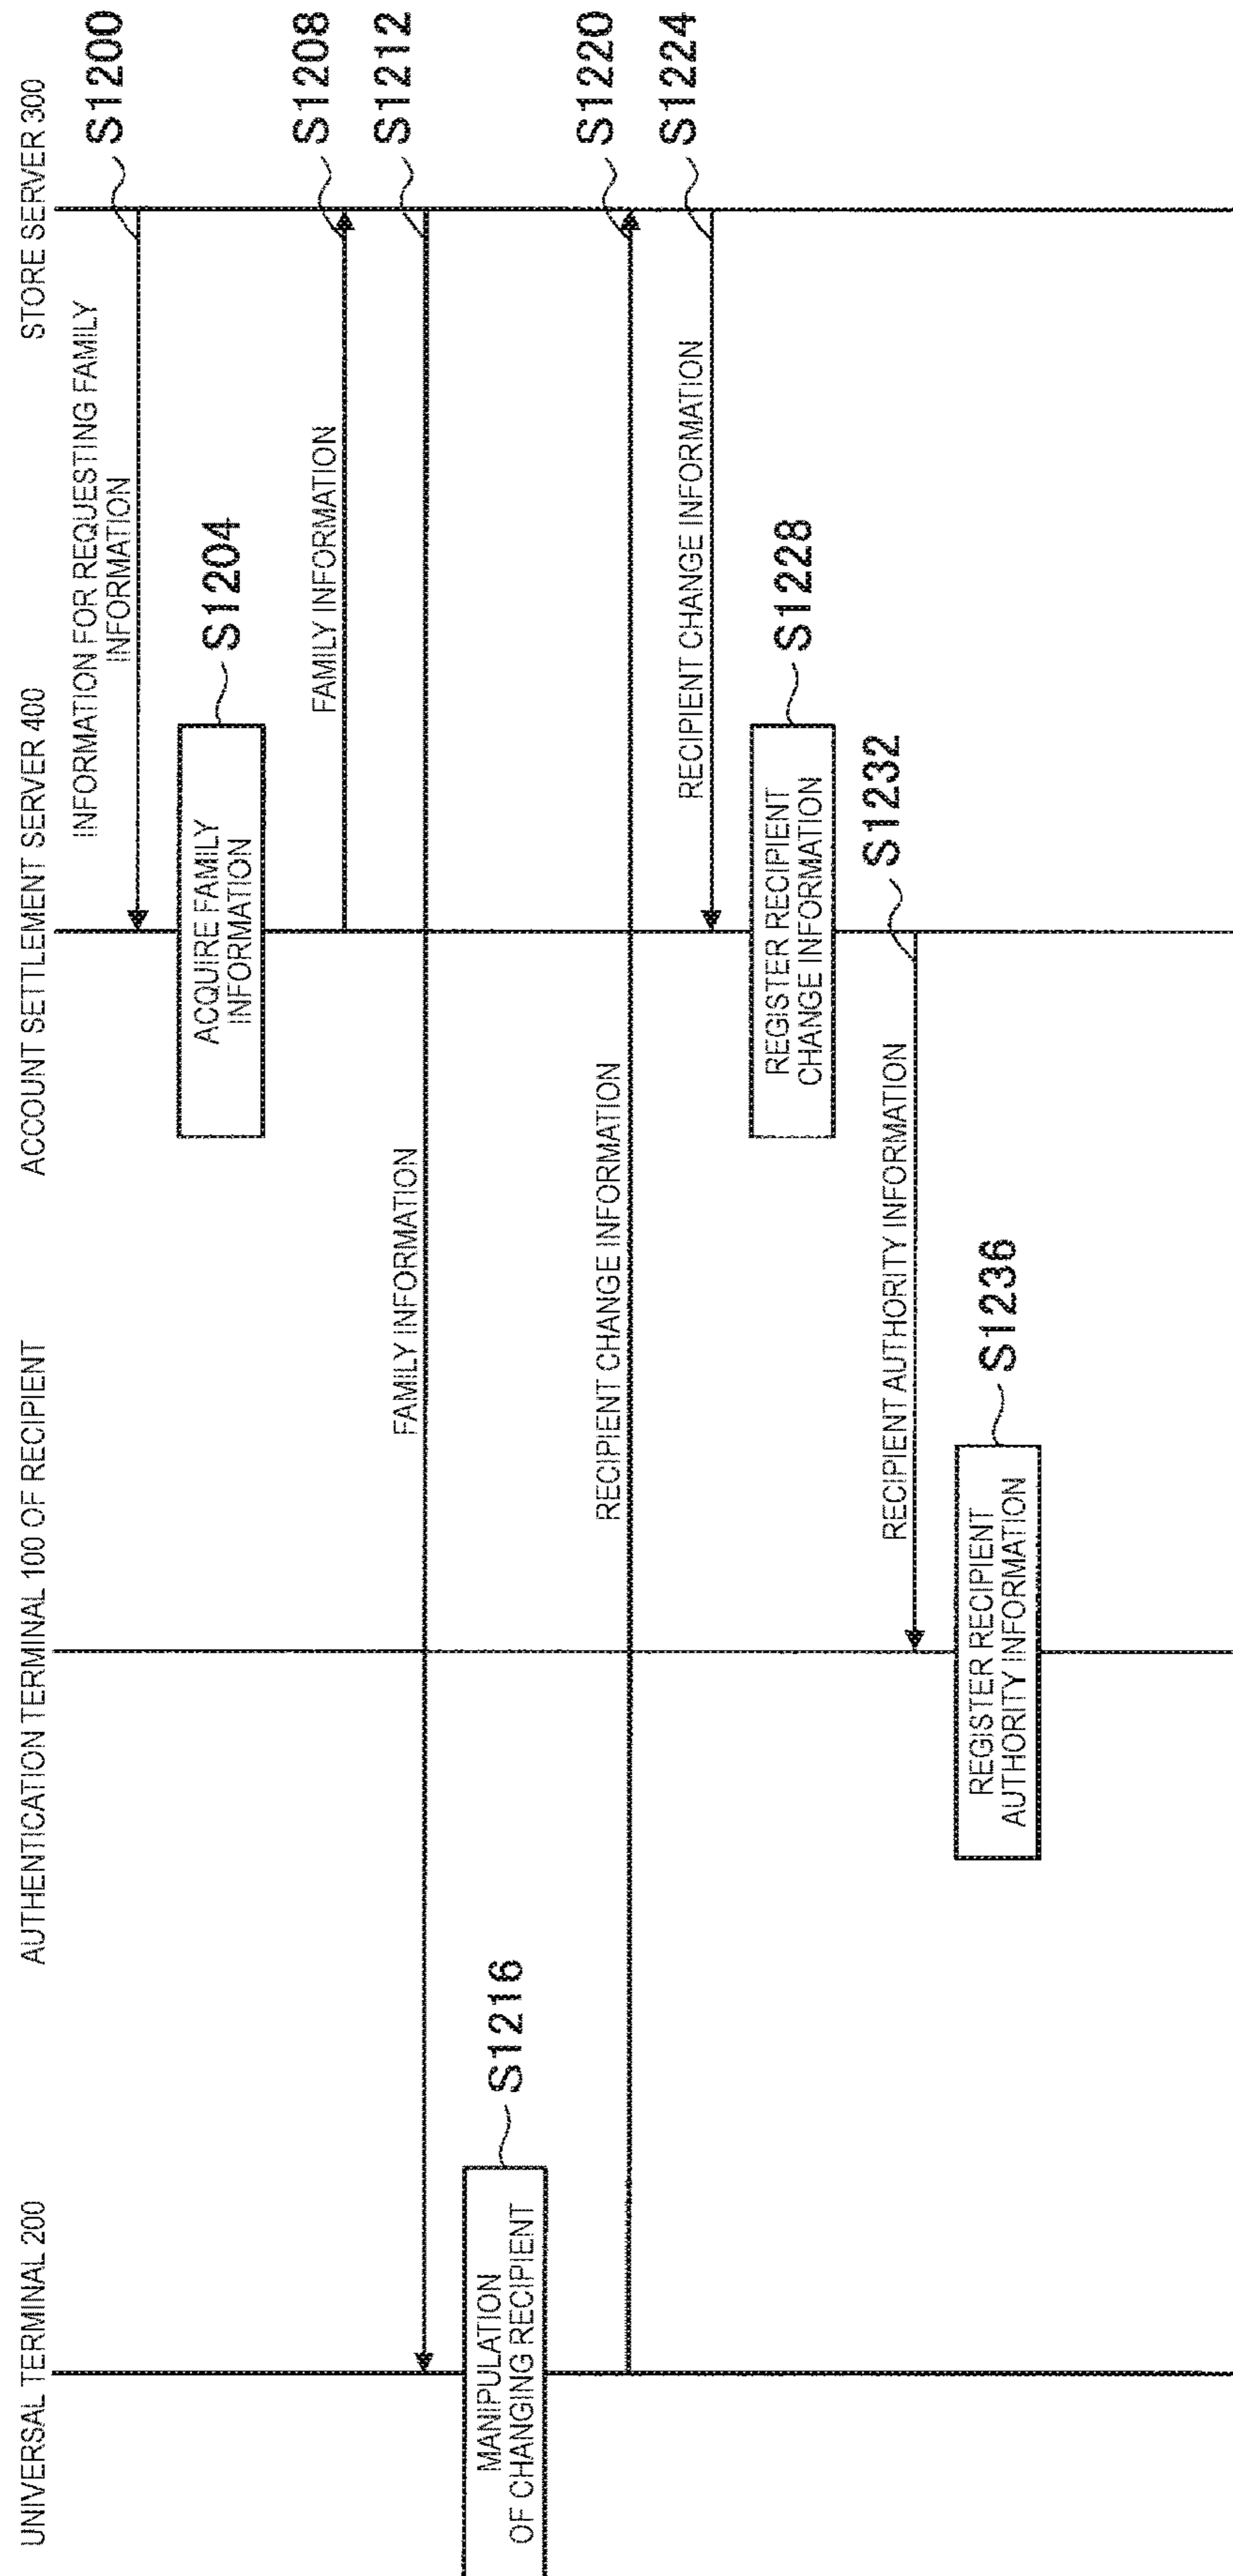 UNIVERSAL TERMINAL 200
AUTHENTICATION TERMINAL 100 OF RECIPIENT
ACCOUNT SETTLEMENT SERVER 400
STORE SERVER 300
INFORMATION FOR REQUESTING FAMILY
INFORMATION
S1200
ACQUIRE FAMILY
INFORMATION
S1204
FAMILY INFORMATION
S1208
FAMILY INFORMATION
S1212
MANIPULATION
OF CHANGING RECIPIENT
S1216
RECIPIENT CHANGE INFORMATION
S1220
RECIPIENT CHANGE INFORMATION
S1224
REGISTER RECIPIENT
CHANGE INFORMATION
S1228
RECIPIENT AUTHORITY INFORMATION
S1232
REGISTER RECIPIENT
AUTHORITY INFORMATION
S1236